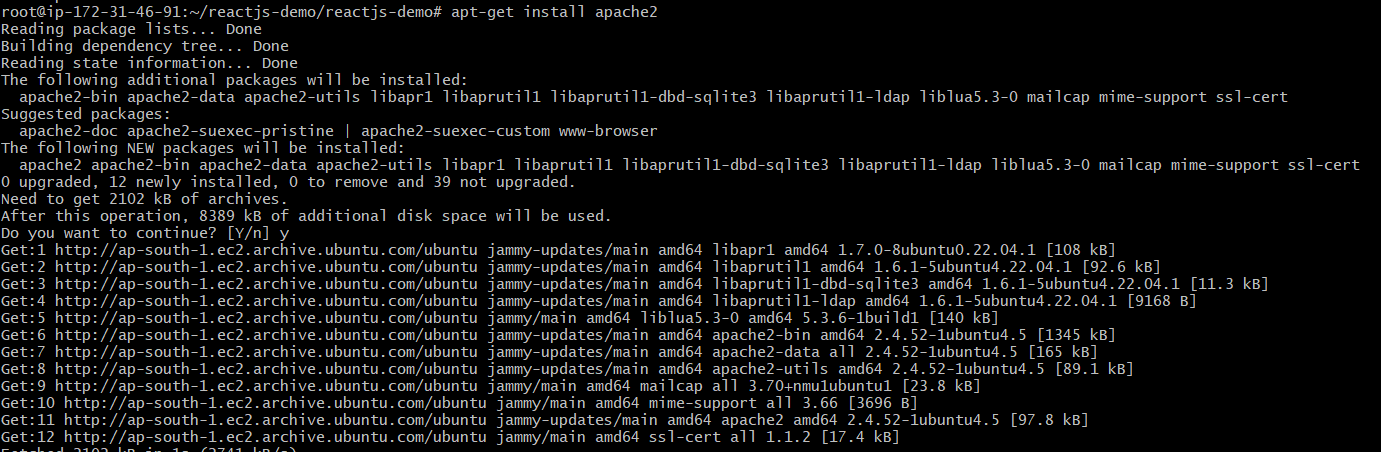 root@ip-172-31-46-91:~/reactjs-demo/reactjs-demo# apt-get install apache2
Reading package lists... Done
Building dependency tree... Done
Reading state information... Done
The following additional packages will be installed:
  apache2-bin apache2-data apache2-utils libapr1 libaprutil1 libaprutil1-dbd-sqlite3 libaprutil1-ldap liblua5.3-0 mailcap mime-support ssl-cert
Suggested packages:
  apache2-doc apache2-suexec-pristine | apache2-suexec-custom www-browser
The following NEW packages will be installed:
  apache2 apache2-bin apache2-data apache2-utils libapr1 libaprutil1 libaprutil1-dbd-sqlite3 libaprutil1-ldap liblua5.3-0 mailcap mime-support ssl-cert
0 upgraded, 12 newly installed, 0 to remove and 39 not upgraded.
Need to get 2102 kB of archives.
After this operation, 8389 kB of additional disk space will be used.
Do you want to continue? [Y/n] y
Get:1 http://ap-south-1.ec2.archive.ubuntu.com/ubuntu jammy-updates/main amd64 libapr1 amd64 1.7.0-8ubuntu0.22.04.1 [108 kB]
Get:2 http://ap-south-1.ec2.archive.ubuntu.com/ubuntu jammy-updates/main amd64 libaprutil1 amd64 1.6.1-5ubuntu4.22.04.1 [92.6 kB]
Get:3 http://ap-south-1.ec2.archive.ubuntu.com/ubuntu jammy-updates/main amd64 libaprutil1-dbd-sqlite3 amd64 1.6.1-5ubuntu4.22.04.1 [11.3 kB]
Get:4 http://ap-south-1.ec2.archive.ubuntu.com/ubuntu jammy-updates/main amd64 libaprutil1-ldap amd64 1.6.1-5ubuntu4.22.04.1 [9168 B]
Get:5 http://ap-south-1.ec2.archive.ubuntu.com/ubuntu jammy/main amd64 liblua5.3-0 amd64 5.3.6-1build1 [140 kB]
Get:6 http://ap-south-1.ec2.archive.ubuntu.com/ubuntu jammy-updates/main amd64 apache2-bin amd64 2.4.52-1ubuntu4.5 [1345 kB]
Get:7 http://ap-south-1.ec2.archive.ubuntu.com/ubuntu jammy-updates/main amd64 apache2-data all 2.4.52-1ubuntu4.5 [165 kB]
Get:8 http://ap-south-1.ec2.archive.ubuntu.com/ubuntu jammy-updates/main amd64 apache2-utils amd64 2.4.52-1ubuntu4.5 [89.1 kB]
Get:9 http://ap-south-1.ec2.archive.ubuntu.com/ubuntu jammy/main amd64 mailcap all 3.70+nmu1ubuntu1 [23.8 kB]
Get:10 http://ap-south-1.ec2.archive.ubuntu.com/ubuntu jammy/main amd64 mime-support all 3.66 [3696 B]
Get:11 http://ap-south-1.ec2.archive.ubuntu.com/ubuntu jammy-updates/main amd64 apache2 amd64 2.4.52-1ubuntu4.5 [97.8 kB]
Get:12 http://ap-south-1.ec2.archive.ubuntu.com/ubuntu jammy/main amd64 ssl-cert all 1.1.2 [17.4 kB]